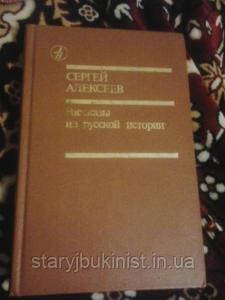 СЕРГЕЙ
АЛЕКСЕЕВ
Рассказы
из русской истории
staryjbukinist.in.ua